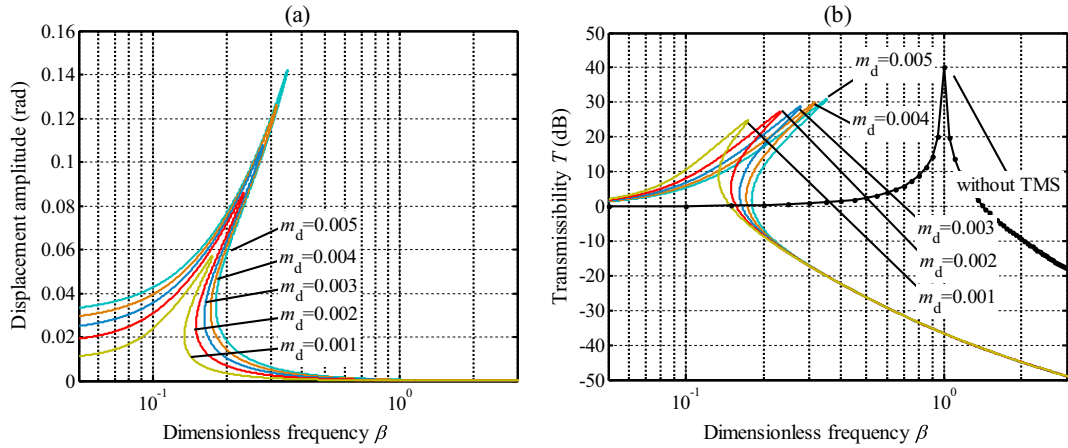 (a)
0.16
0.14
0.12
0.1
0.08
0.06
0.04
0.02
0
Displacement amplitude (rad)
m_d=0.005
m_d=0.004
m_d=0.003
m_d=0.002
m_d=0.001
10^-1
10^0
Dimensionless frequency β
(b)
50
40
30
20
10
0
-10
-20
-30
-40
-50
Transmissibility T (dB)
m_d=0.005
m_d=0.004
without TMS
m_d=0.003
m_d=0.002
m_d=0.001
10^-1
10^0
Dimensionless frequency β